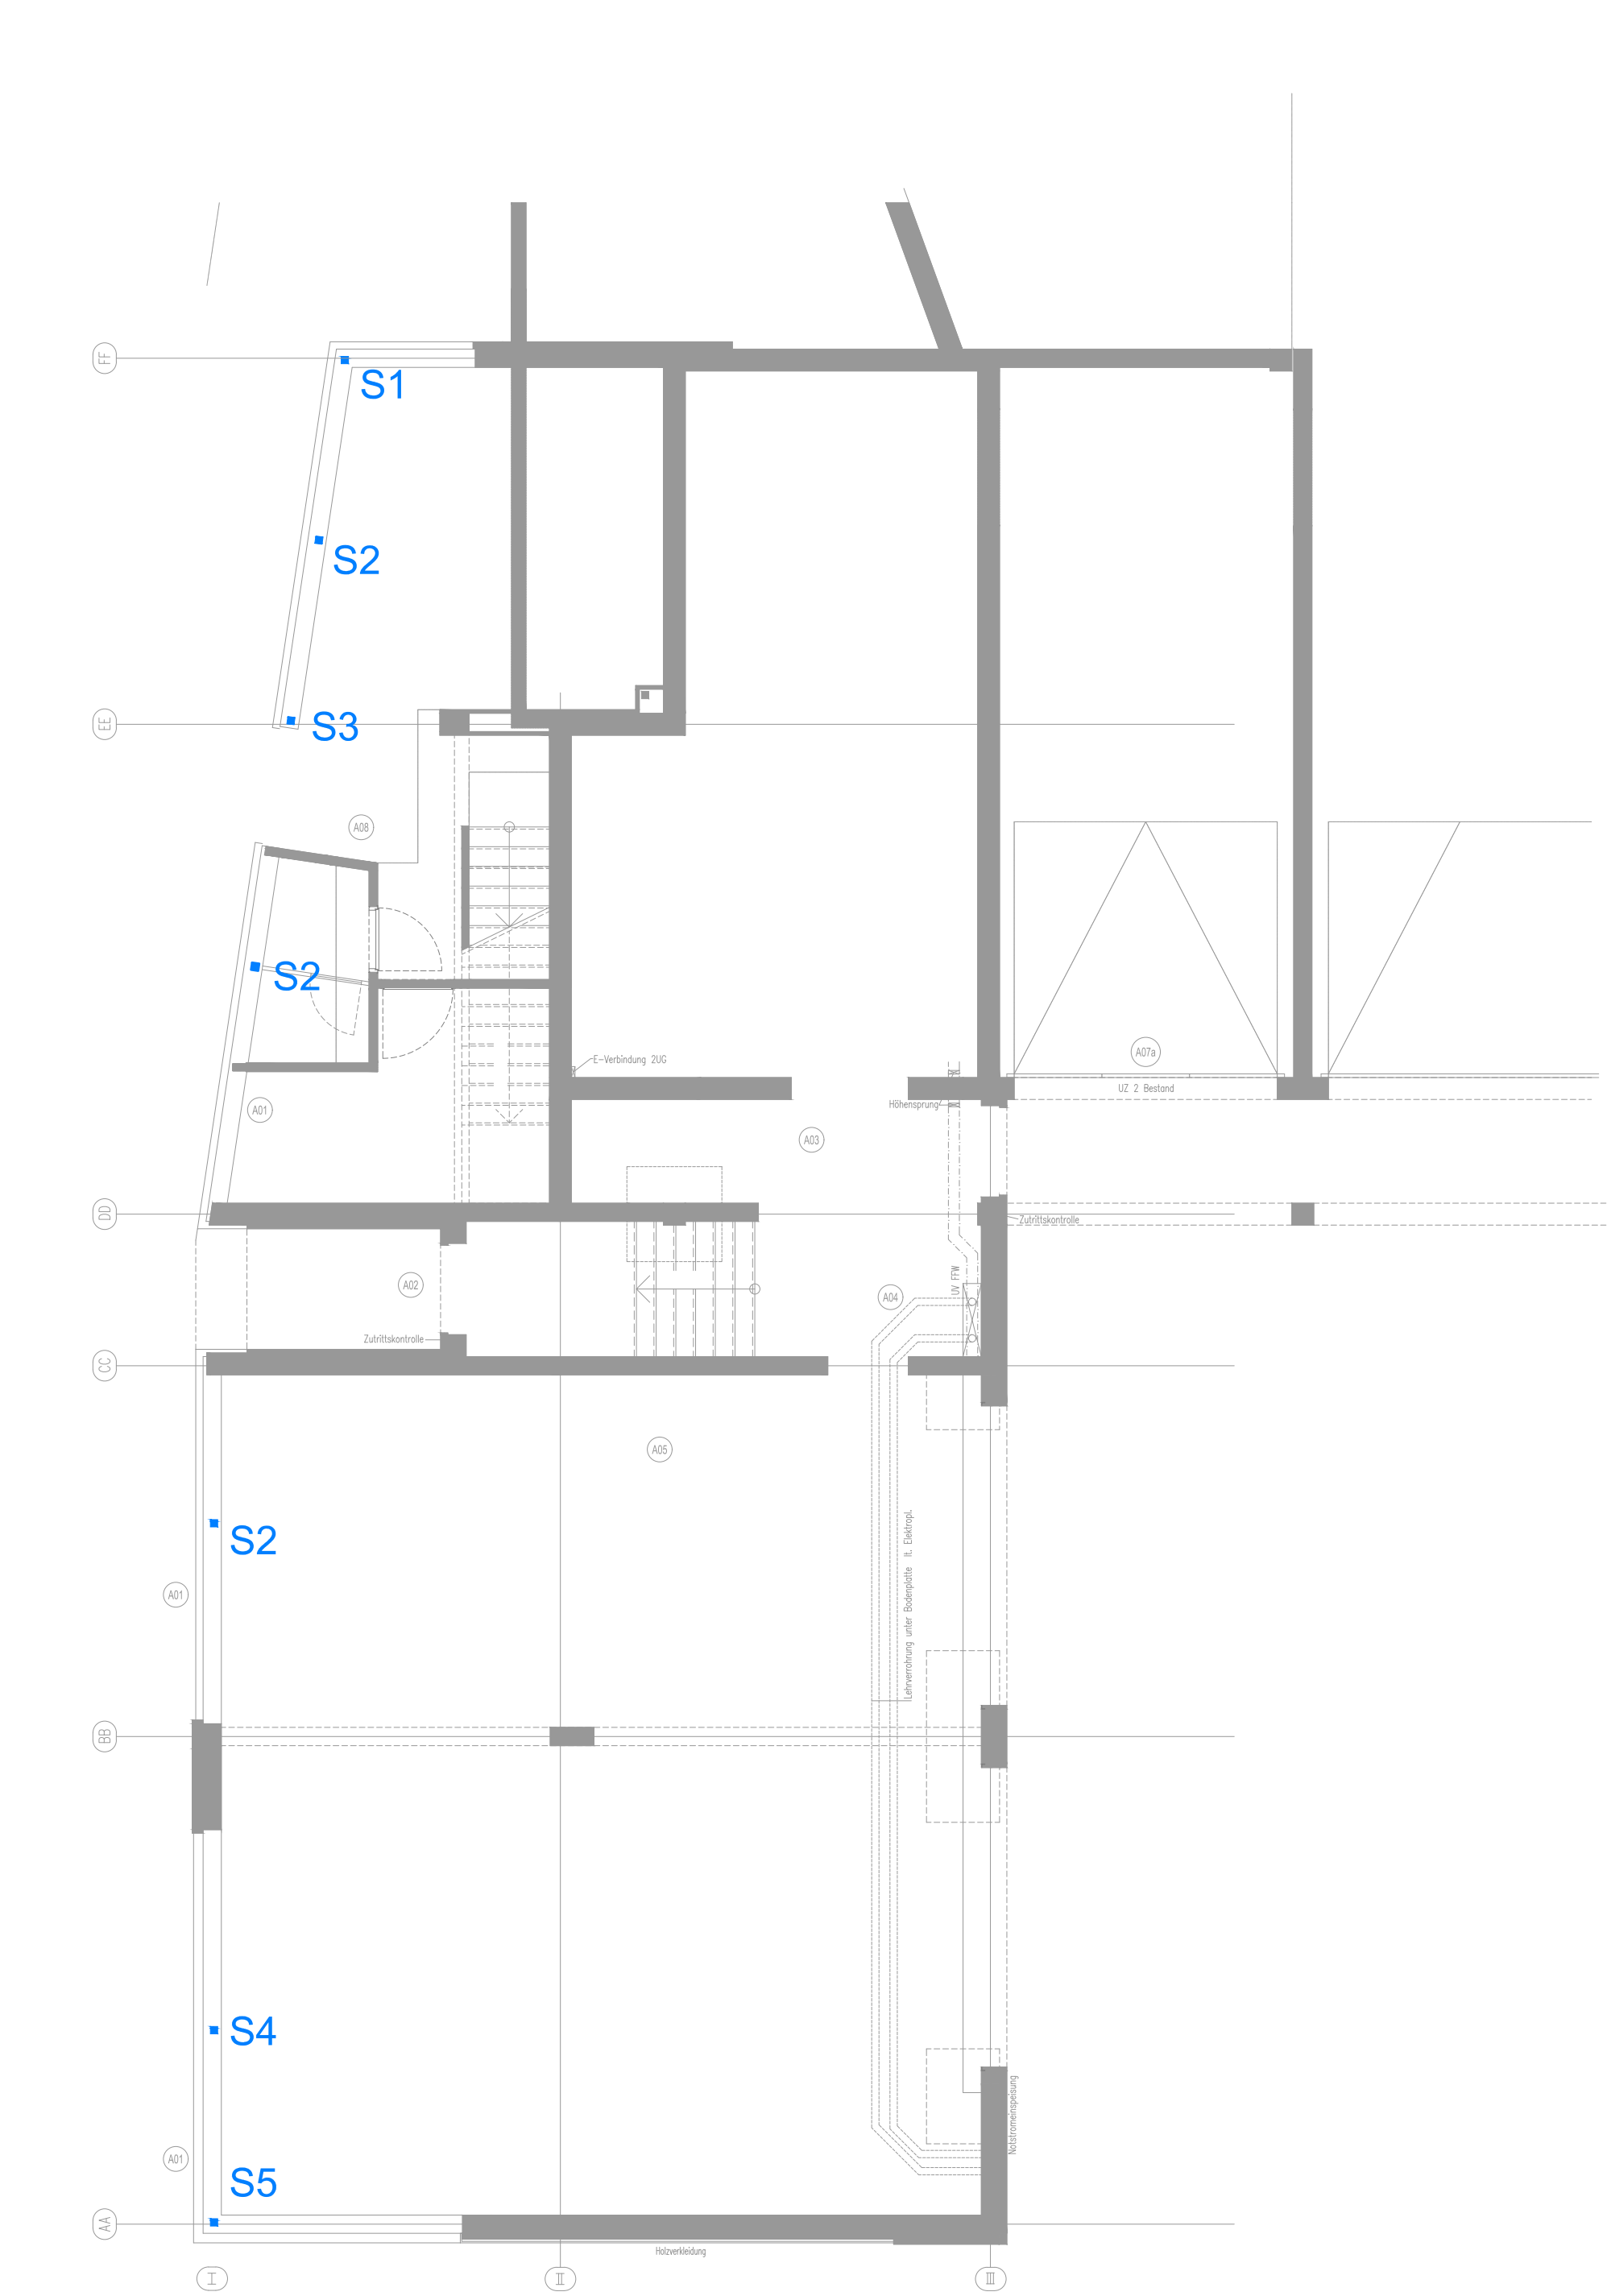 FF
S1
S2
EE
S3
A08
S2
E-Verbindung 2UG
A07a
UZ 2 Bestand
Höhensprung
A01
A03
DD
Zutrittskontrolle
UV FFW
A02
A04
Zutrittskontrolle
CC
A05
S2
Lehrverrohrung unter Bodenplatte lt. Elektropl.
A01
BB
S4
Notstromeinspeisung
A01
S5
AA
Holzverkleidung
I
II
III